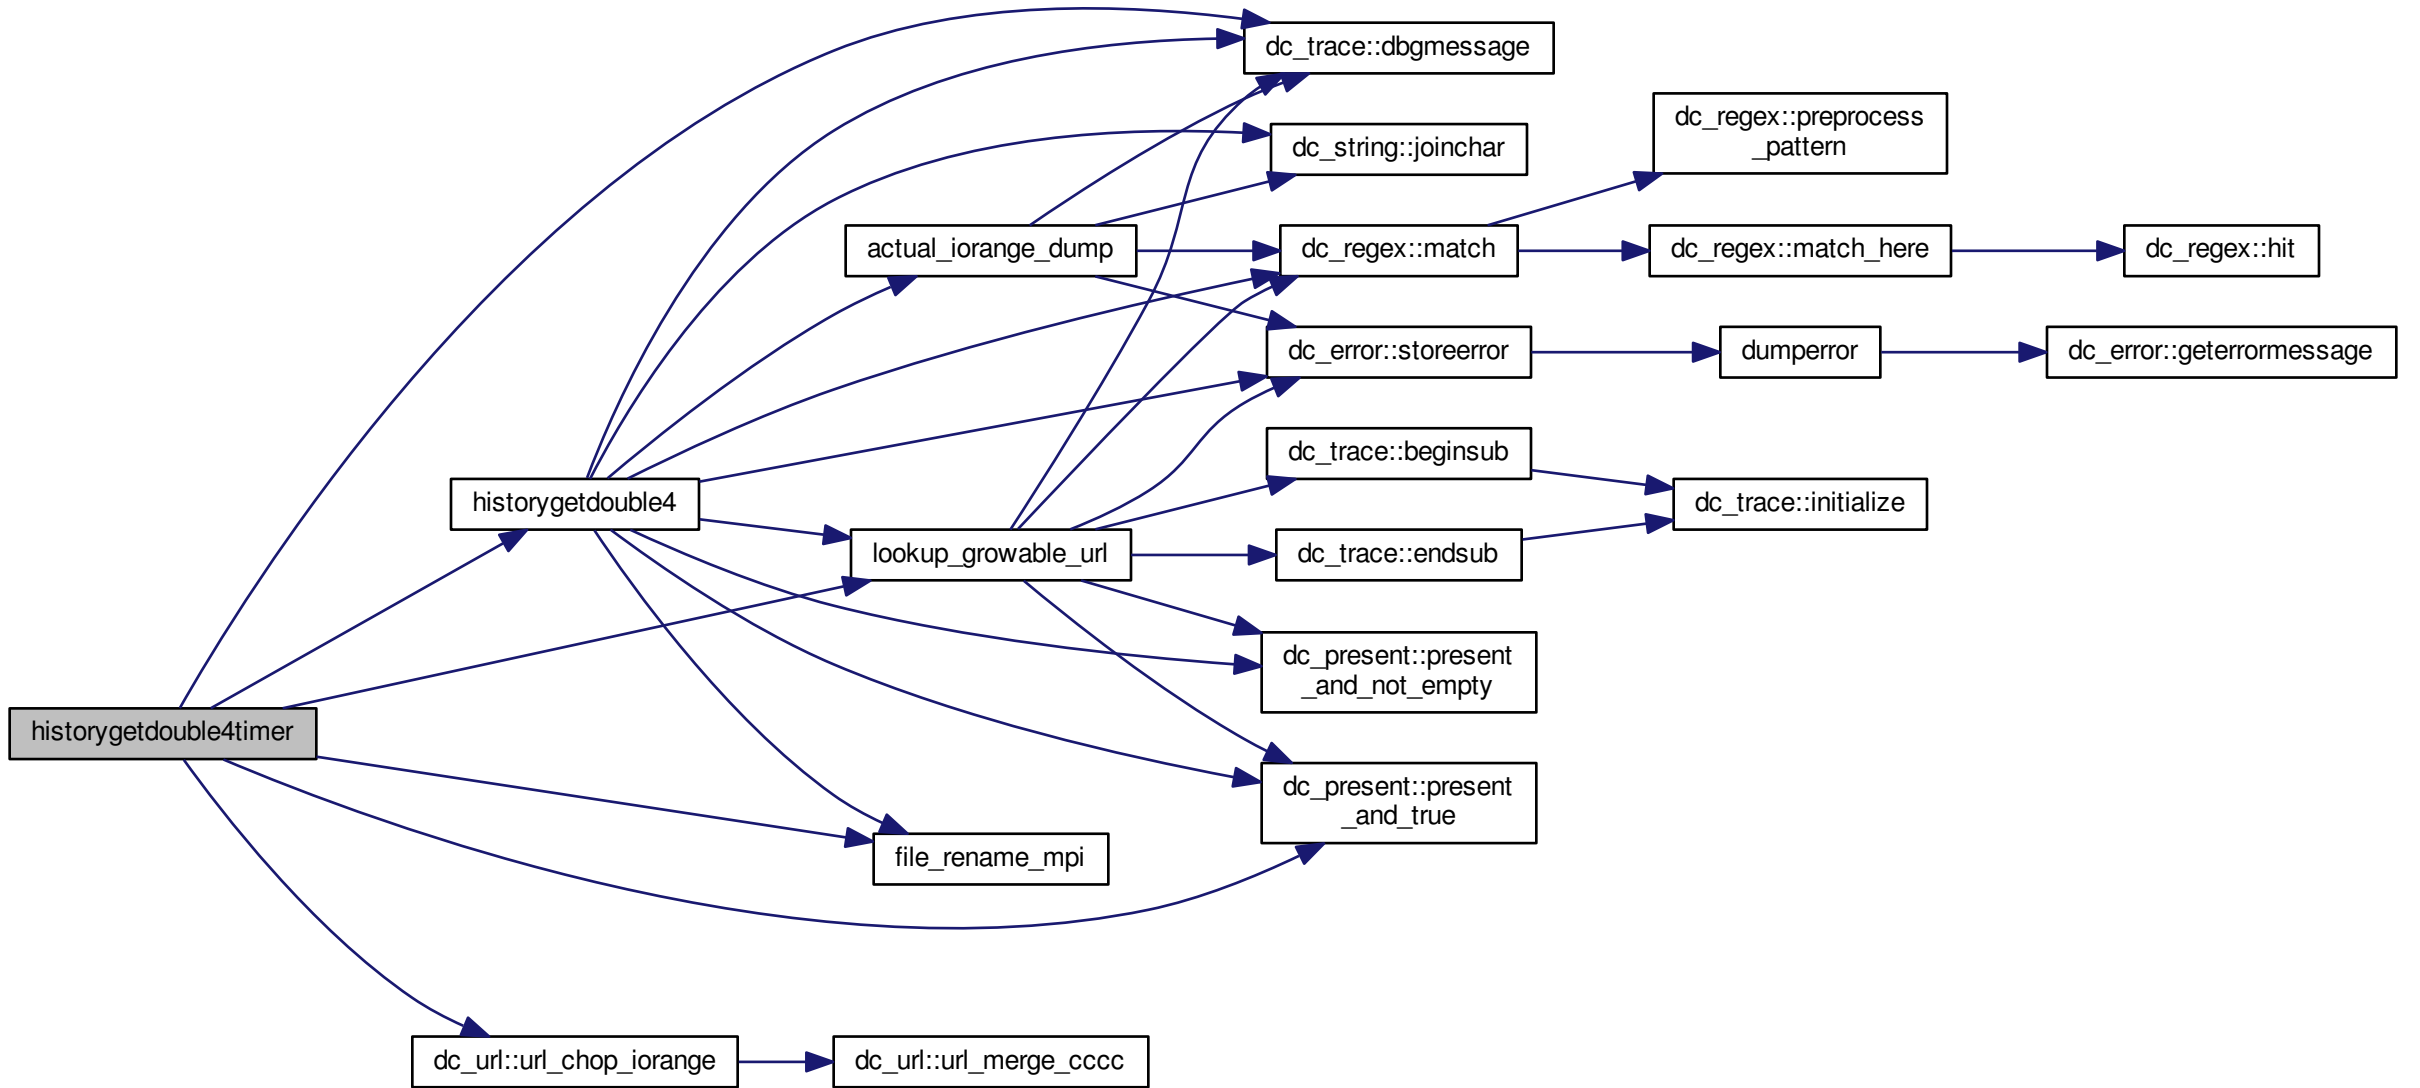 dc_trace::dbgmessage
dc_regex::preprocess
_pattern
dc_string::joinchar
actual_iorange_dump
dc_regex::match
dc_regex::match_here
dc_regex::hit
dc_error::storeerror
dumperror
dc_error::geterrormessage
dc_trace::beginsub
historygetdouble4
dc_trace::initialize
lookup_growable_url
dc_trace::endsub
dc_present::present
_and_not_empty
historygetdouble4timer
dc_present::present
_and_true
file_rename_mpi
dc_url::url_chop_iorange
dc_url::url_merge_cccc